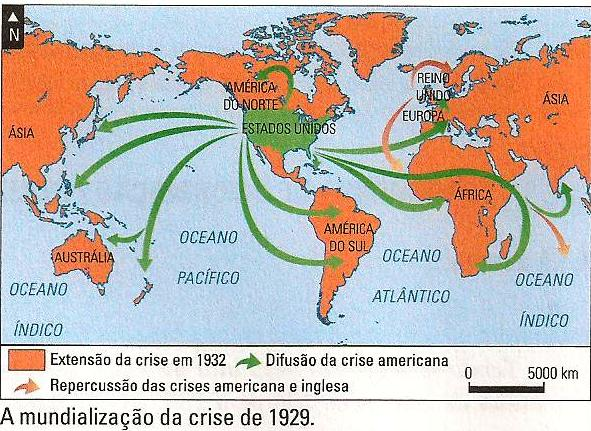 N
AMÉRICA
DO NORTE
REINO
UNIDO
EUROPA
ÁSIA
ÁSIA
ESTADOS UNIDOS
ÁFRICA
AMÉRICA
DO SUL
OCEANO
PACÍFICO
AUSTRÁLIA
OCEANO
ATLÂNTICO
OCEANO
ÍNDICO
OCEANO
ÍNDICO
Extensão da crise em 1932
Difusão da crise americana
Repercussão das crises americana e inglesa
0 5000 km
A mundialização da crise de 1929.